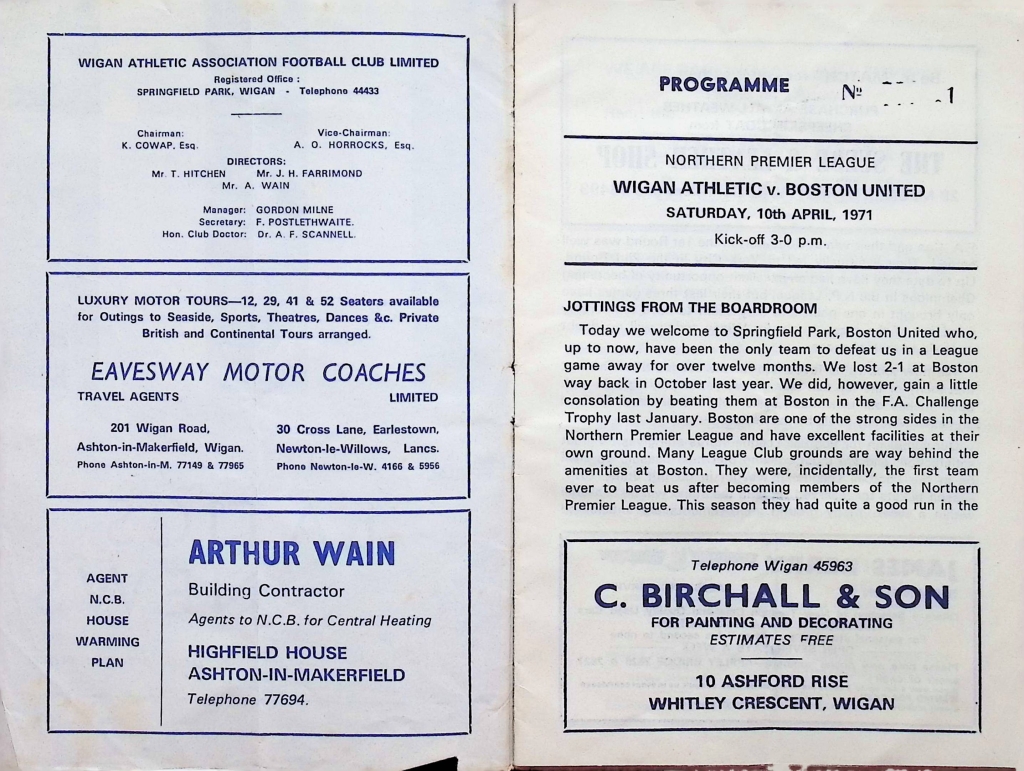 WIGAN ATHLETIC ASSOCIATION FOOTBALL CLUB LIMITED
Registered Office :
SPRINGFIELD PARK, WIGAN - Telephone 44433
Chairman: Vice-Chairman:
K. COWAP, Esq. A. O. HORROCKS, Esq.
DIRECTORS:
Mr. T. HITCHEN Mr. J. H. FARRIMOND
Mr. A. WAIN
Manager: GORDON MILNE
Secretary: F. POSTLETHWAITE.
Hon. Club Doctor: Dr. A. F. SCANNELL.
LUXURY MOTOR TOURS—12, 29, 41 & 52 Seaters available
for Outings to Seaside, Sports, Theatres, Dances &c. Private
British and Continental Tours arranged.
EAVESWAY MOTOR COACHES
TRAVEL AGENTS LIMITED
201 Wigan Road, 30 Cross Lane, Earlestown,
Ashton-in-Makerfield, Wigan. Newton-le-Willows, Lancs.
Phone Ashton-in-M. 77149 & 77965 Phone Newton-le-W. 4166 & 5956
AGENT
N.C.B.
HOUSE
WARMING
PLAN
ARTHUR WAIN
Building Contractor
Agents to N.C.B. for Central Heating
HIGHFIELD HOUSE
ASHTON-IN-MAKERFIELD
Telephone 77694.
PROGRAMME Nº 1
NORTHERN PREMIER LEAGUE
WIGAN ATHLETIC v. BOSTON UNITED
SATURDAY, 10th APRIL, 1971
Kick-off 3-0 p.m.
JOTTINGS FROM THE BOARDROOM
Today we welcome to Springfield Park, Boston United who,
up to now, have been the only team to defeat us in a League
game away for over twelve months. We lost 2-1 at Boston
way back in October last year. We did, however, gain a little
consolation by beating them at Boston in the F.A. Challenge
Trophy last January. Boston are one of the strong sides in the
Northern Premier League and have excellent facilities at their
own ground. Many League Club grounds are way behind the
amenities at Boston. They were, incidentally, the first team
ever to beat us after becoming members of the Northern
Premier League. This season they had quite a good run in the
Telephone Wigan 45963
C. BIRCHALL & SON
FOR PAINTING AND DECORATING
ESTIMATES FREE
10 ASHFORD RISE
WHITLEY CRESCENT, WIGAN